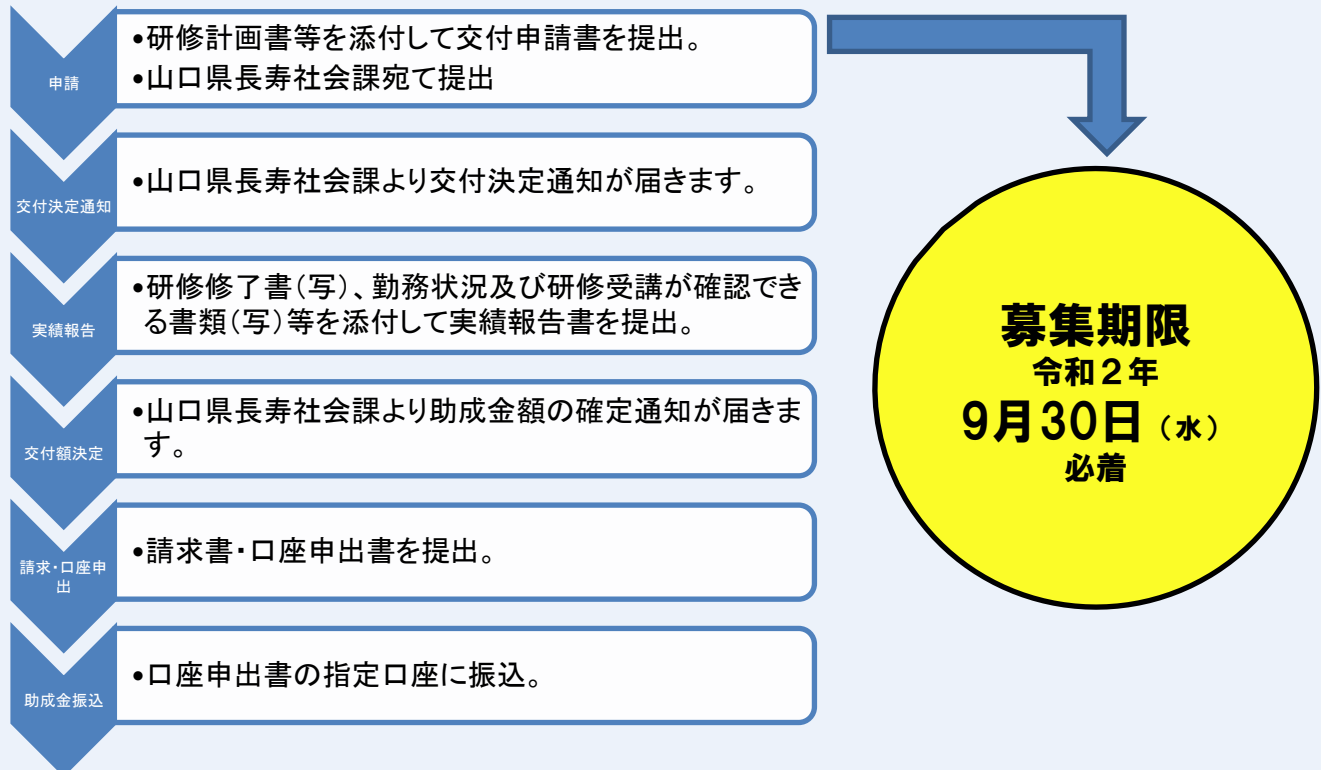 申請
•研修計画書等を添付して交付申請書を提出。
•山口県長寿社会課宛て提出
交付決定通知
•山口県長寿社会課より交付決定通知が届きます。
実績報告
•研修修了書(写)、勤務状況及び研修受講が確認でき
る書類(写)等を添付して実績報告書を提出。
交付額決定
•山口県長寿社会課より助成金額の確定通知が届きま
す。
請求・口座申
出
•請求書・口座申出書を提出。
助成金振込
•口座申出書の指定口座に振込。
募集期限
令和2年
9月30日(水)
必着